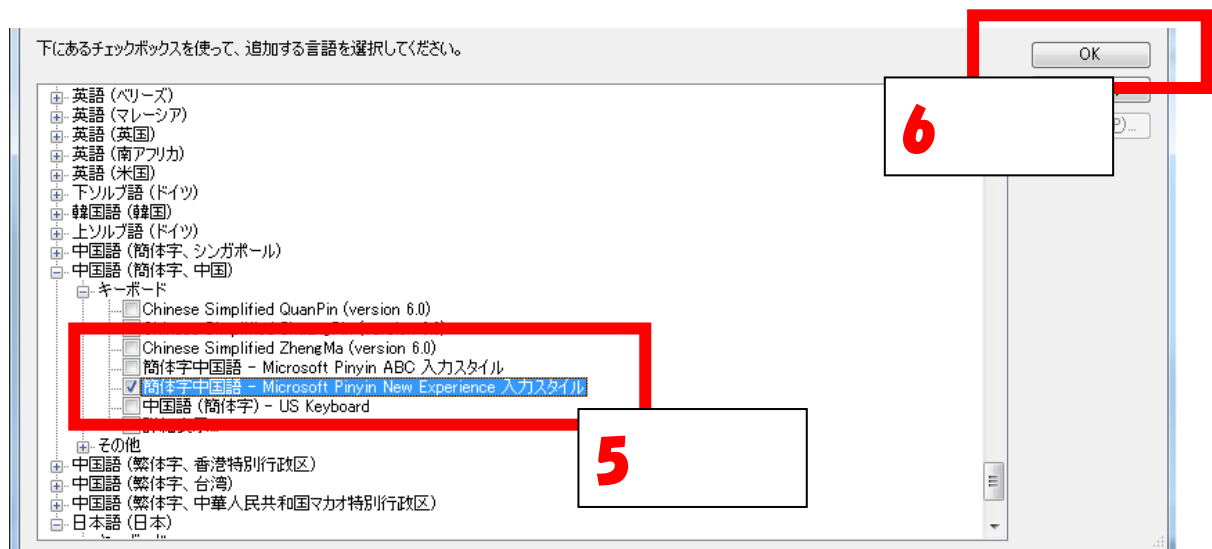 下にあるチェックボックスを使って、追加する言語を選択してください。
OK
6
英語 (ベリーズ)
英語 (マレーシア)
英語 (英国)
英語 (南アフリカ)
英語 (米国)
下ソルブ語 (ドイツ)
韓国語 (韓国)
上ソルブ語 (ドイツ)
中国語 (簡体字、シンガポール)
中国語 (簡体字、中国)
キーボード
Chinese Simplified QuanPin (version 6.0)
Chinese Simplified ZhengMa (version 6.0)
簡体字中国語 - Microsoft Pinyin ABC 入力スタイル
簡体字中国語 - Microsoft Pinyin New Experience 入力スタイル
中国語 (簡体字) - US Keyboard
5
その他
中国語 (繁体字、香港特別行政区)
中国語 (繁体字、台湾)
中国語 (繁体字、中華人民共和国マカオ特別行政区)
日本語 (日本)